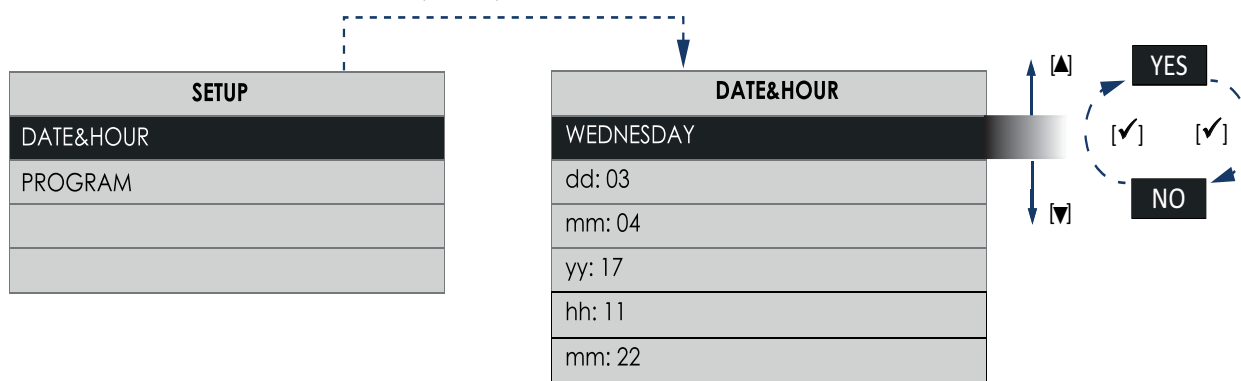 SETUP
DATE&HOUR
PROGRAM
DATE&HOUR
WEDNESDAY
dd: 03
mm: 04
yy: 17
hh: 11
mm: 22
[▲]
[▼]
YES
[✓] [✓]
NO